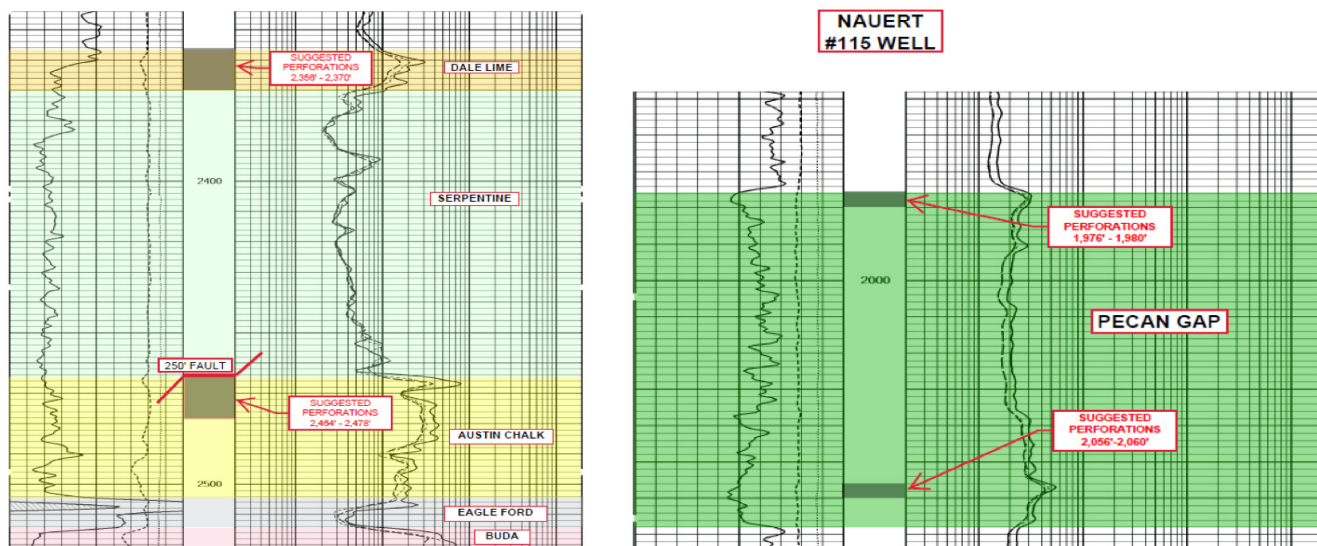 SUGGESTED
PERFORATIONS
2,356' - 2,370'
DALE LIME
2400
SERPENTINE
250' FAULT
SUGGESTED
PERFORATIONS
2,464' - 2,478'
AUSTIN CHALK
2500
EAGLE FORD
BUDA
NAUERT
#115 WELL
SUGGESTED
PERFORATIONS
1,976' - 1,980'
2000
PECAN GAP
SUGGESTED
PERFORATIONS
2,056'-2,060'